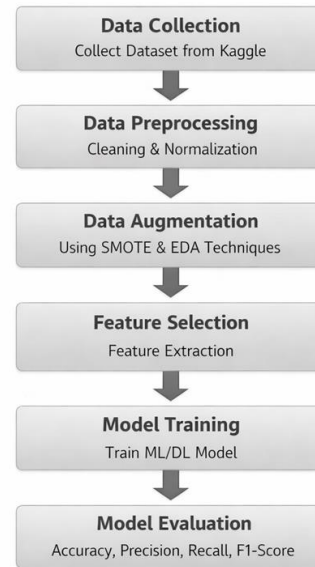 Data Collection
Collect Dataset from Kaggle
Data Preprocessing
Cleaning & Normalization
Data Augmentation
Using SMOTE & EDA Techniques
Feature Selection
Feature Extraction
Model Training
Train ML/DL Model
Model Evaluation
Accuracy, Precision, Recall, F1-Score